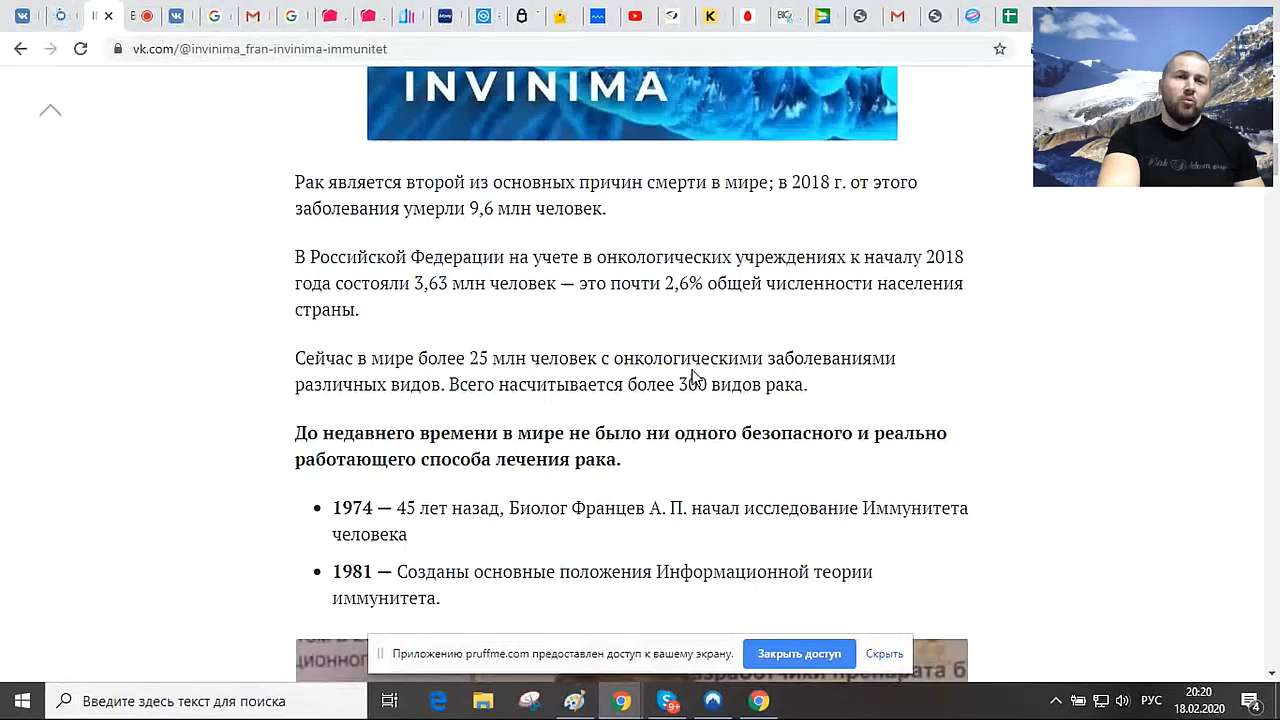 vk.com/@invinima_fran-invinima-immunitet
INVINIMA
Рак является второй из основных причин смерти в мире; в 2018 г. от этого
заболевания умерли 9,6 млн человек.
В Российской Федерации на учете в онкологических учреждениях к началу 2018
года состояли 3,63 млн человек — это почти 2,6% общей численности населения
страны.
Сейчас в мире более 25 млн человек с онкологическими заболеваниями
различных видов. Всего насчитывается более 300 видов рака.
До недавнего времени в мире не было ни одного безопасного и реально
работающего способа лечения рака.
• 1974 — 45 лет назад, Биолог Францев А. П. начал исследование Иммунитета
человека
• 1981 — Созданы основные положения Информационной теории
иммунитета.
Приложению pruffme.com предоставлен доступ к вашему экрану.
Закрыть доступ
Скрыть
Введите здесь текст для поиска
РУС
20:20
18.02.2020